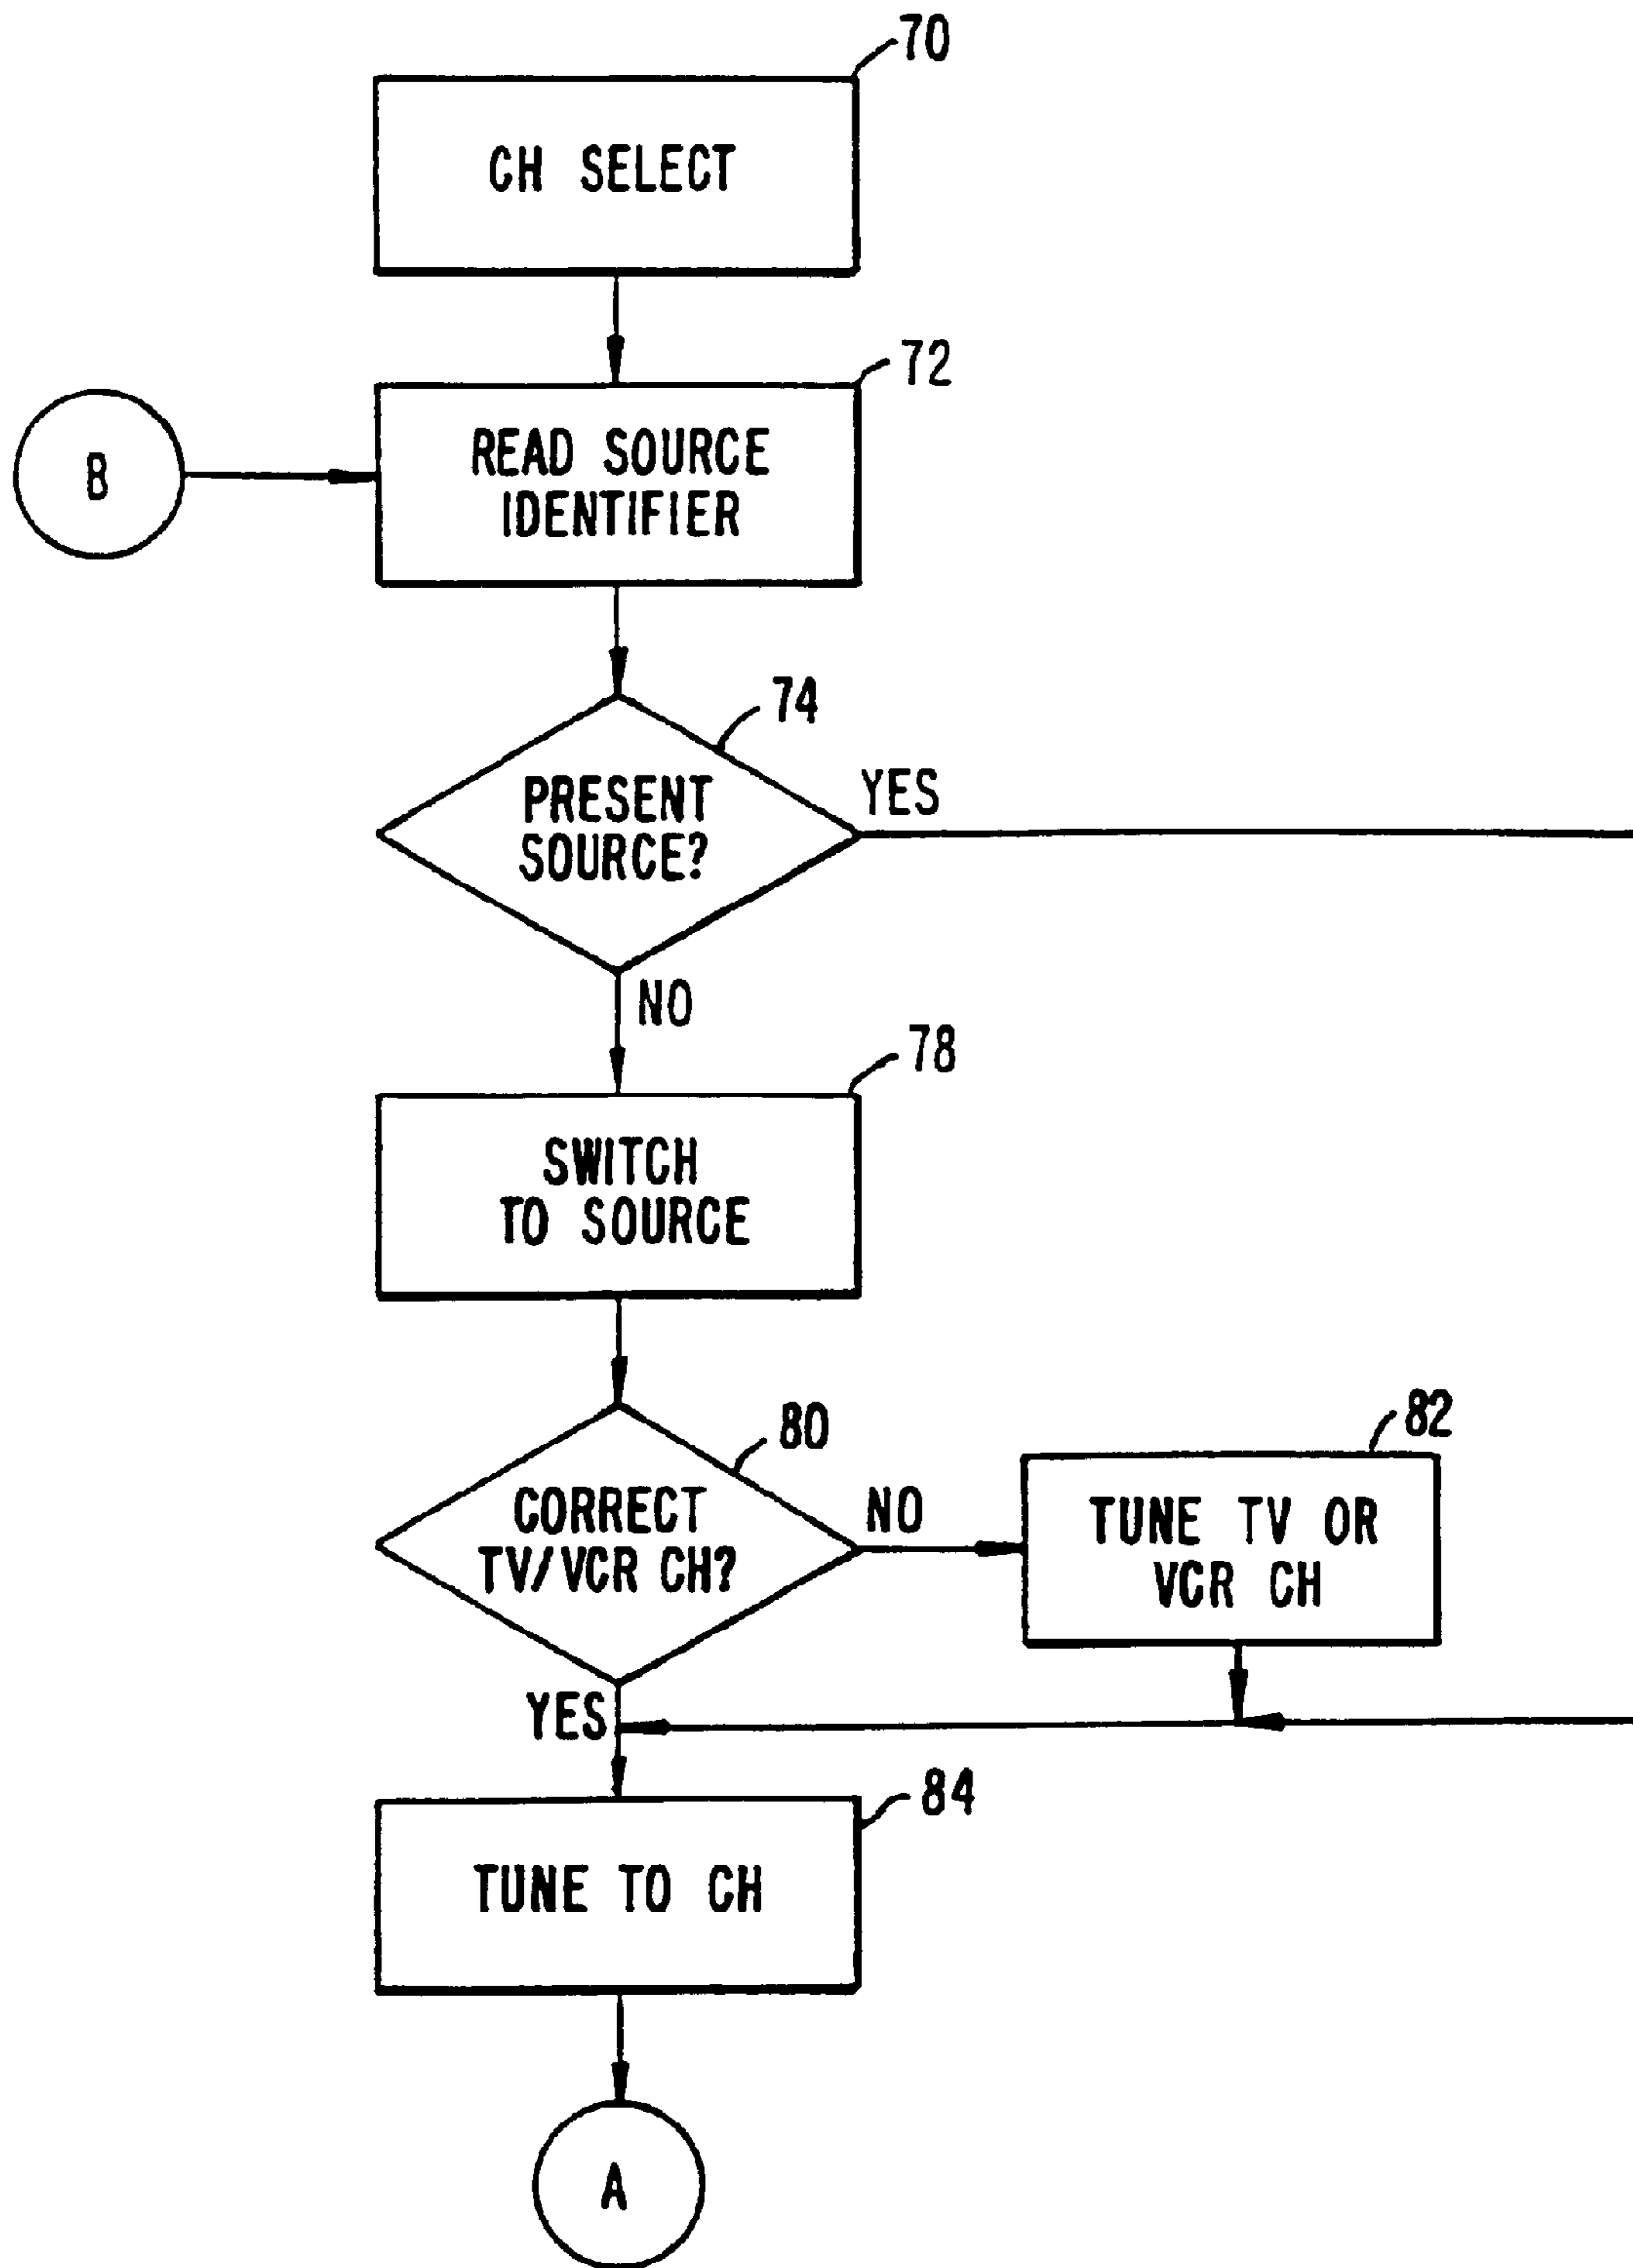 70
CH SELECT
72
B
READ SOURCE
IDENTIFIER
74
PRESENT
SOURCE?
YES
NO
78
SWITCH
TO SOURCE
80
CORRECT
TV/VCR CH?
NO
82
TUNE TV OR
VCR CH
YES
84
TUNE TO CH
A